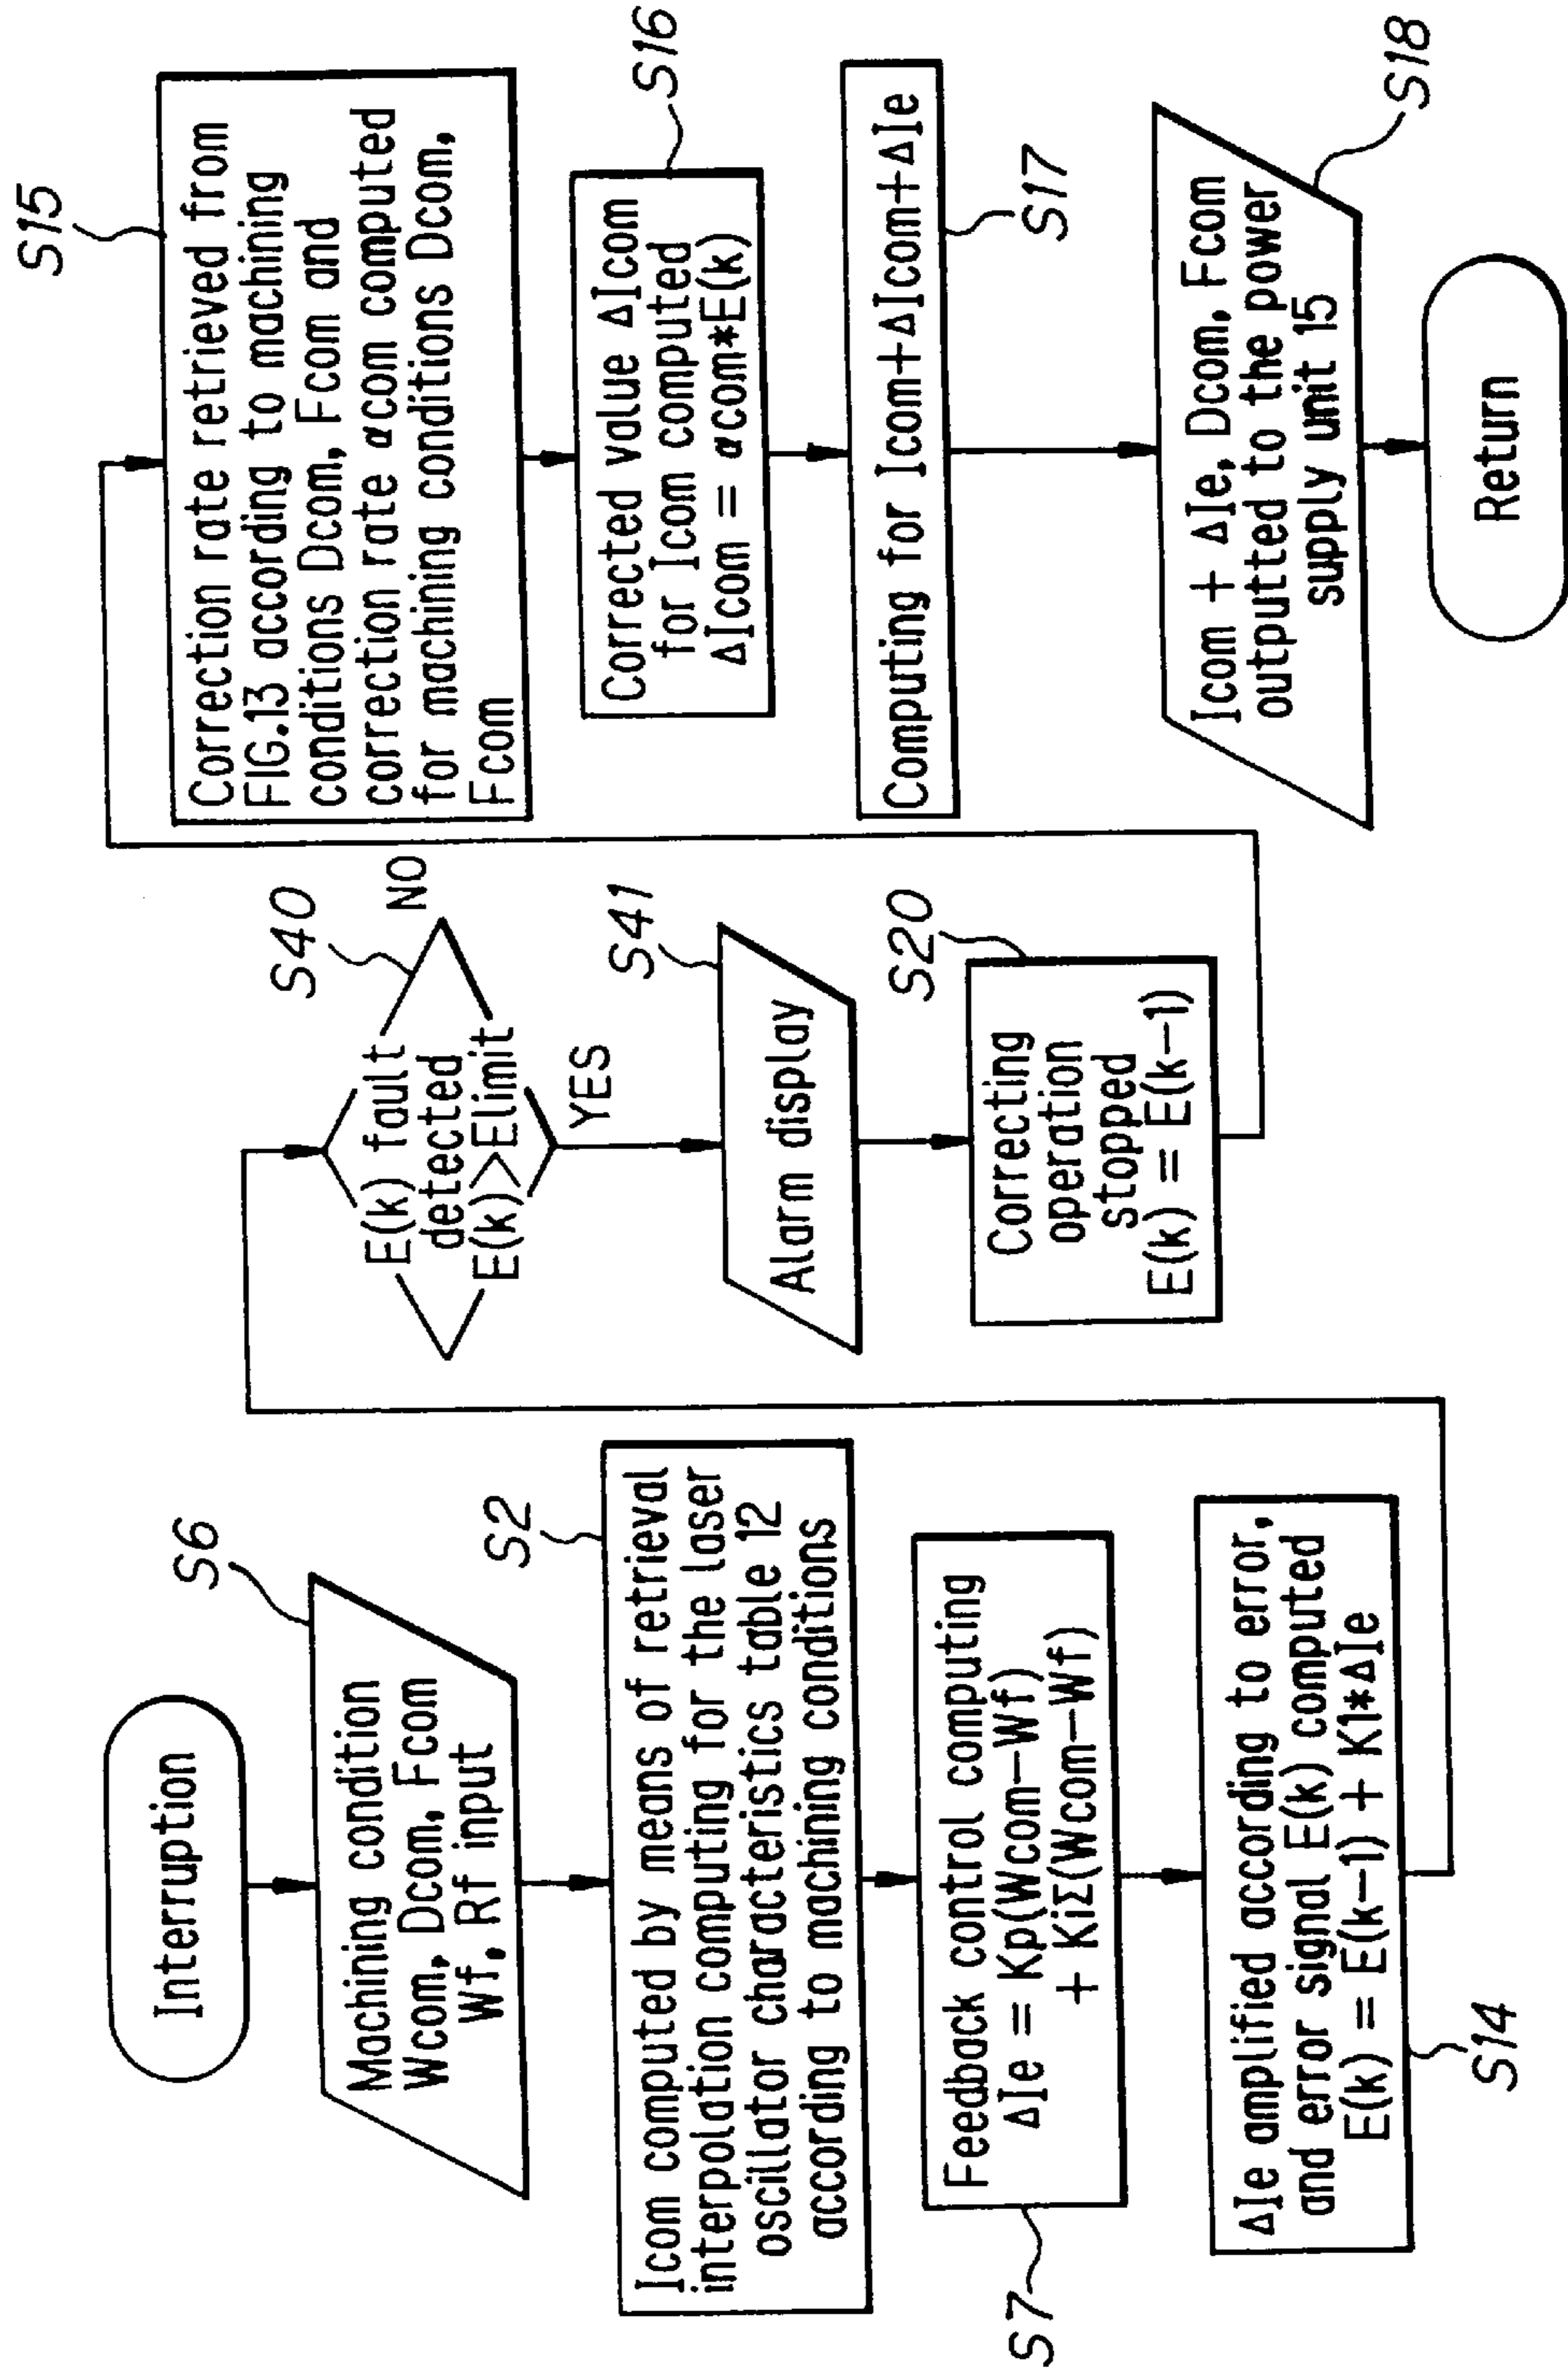 Interruption
S6
Machining condition
Wcom, Dcom, Fcom
Wf, Rf input
S2
Icom computed by means of retrieval
interpolation computing for the laser
oscillator characteristics table 12
according to machining conditions
S7
Feedback control computing
ΔIe = Kp(Wcom-Wf)
+ KiΣ(Wcom-Wf)
ΔIe amplified according to error,
and error signal E(k) computed
E(k) = E(k-1) + K1*ΔIe
S14
S40
E(k) fault
detected
E(k)>Elimit
NO
YES
S41
Alarm display
S20
Correcting
operation
stopped
E(k) = E(k-1)
S15
Correction rate retrieved from
FIG.13 according to machining
conditions Dcom, Fcom and
correction rate αcom computed
for machining conditions Dcom,
Fcom
S16
Corrected value ΔIcom
for Icom computed
ΔIcom = αcom*E(k)
Computing for Icom+ΔIcom+ΔIe
S17
Icom + ΔIe, Dcom, Fcom
outputted to the power
supply unit 15
S18
Return